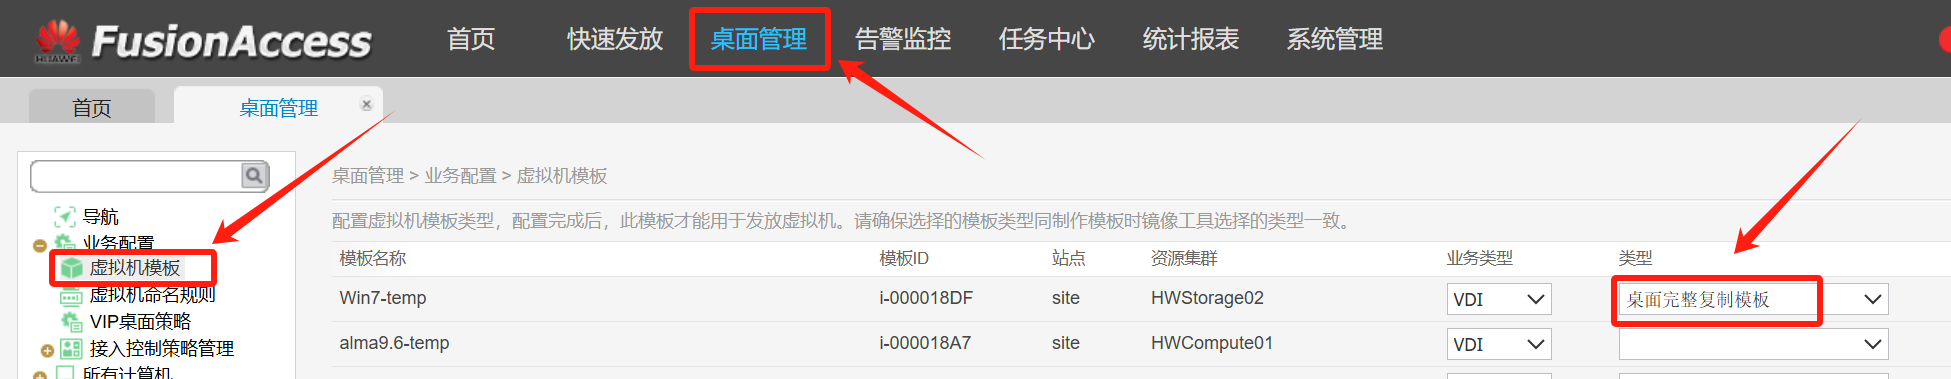 HUAWEI FusionAccess 首页 快速发放 桌面管理 告警监控 任务中心 统计报表 系统管理
首页 桌面管理
导航
业务配置
虚拟机模板
虚拟机命名规则
VIP桌面策略
接入控制策略管理
所有计算机
桌面管理 > 业务配置 > 虚拟机模板
配置虚拟机模板类型，配置完成后，此模板才能用于发放虚拟机。请确保选择的模板类型同制作模板时镜像工具选择的类型一致。
模板名称 模板ID 站点 资源集群 业务类型 类型
Win7-temp i-000018DF site HWStorage02 VDI 桌面完整复制模板
alma9.6-temp i-000018A7 site HWCompute01 VDI